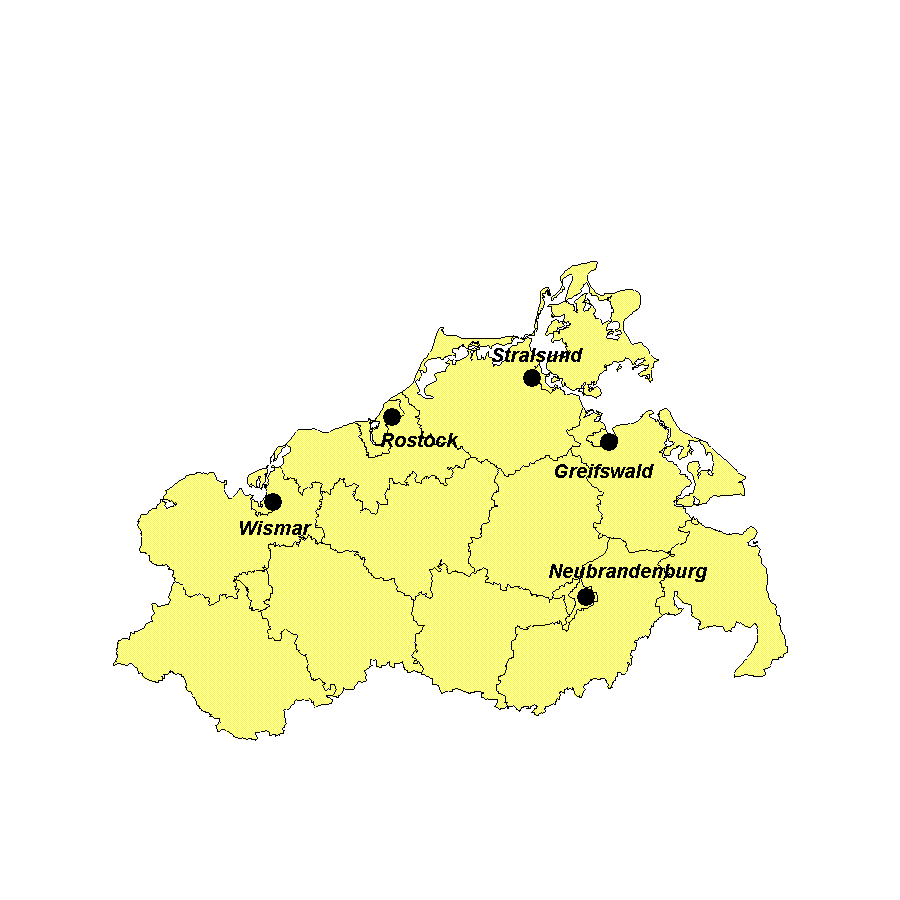 Stralsund
Rostock
Greifswald
Wismar
Neubrandenburg